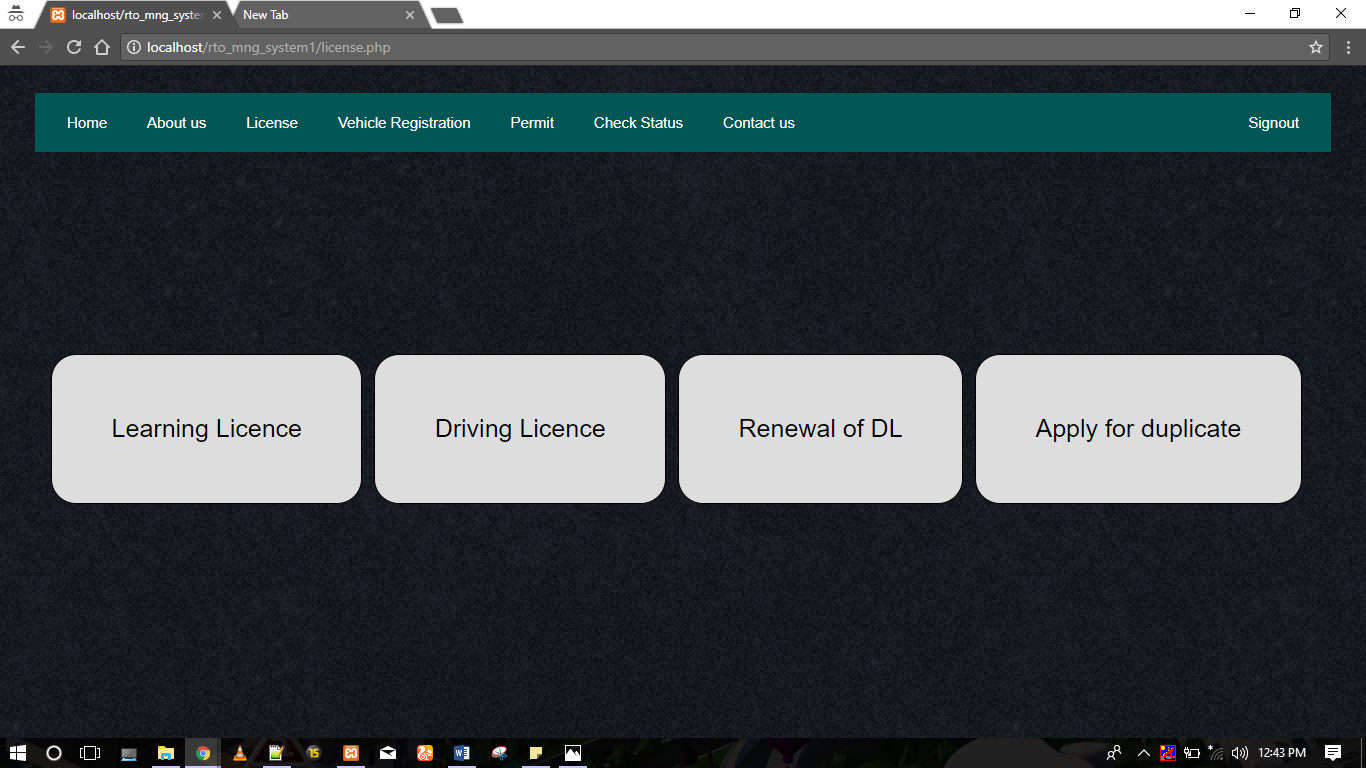 localhost/rto_mng_system
New Tab
localhost/rto_mng_system1/license.php
Home About us License Vehicle Registration Permit Check Status Contact us Signout
Learning Licence Driving Licence Renewal of DL Apply for duplicate
15
12:43 PM